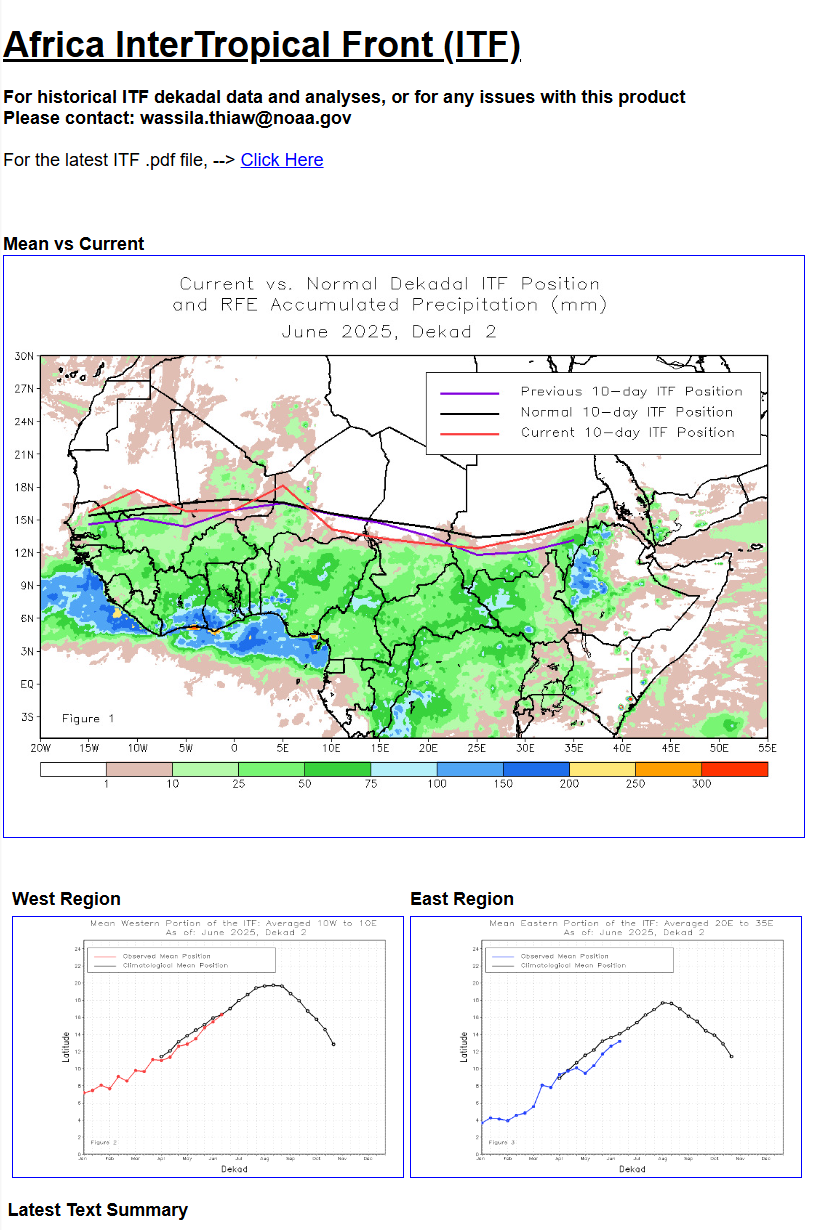 Africa InterTropical Front (ITF)
For historical ITF dekadal data and analyses, or for any issues with this product
Please contact: wassila.thiaw@noaa.gov
For the latest ITF .pdf file, --> Click Here
Mean vs Current
Current vs. Normal Dekadal ITF Position
and RFE Accumulated Precipitation (mm)
June 2025, Dekad 2
Previous 10-day ITF Position
Normal 10-day ITF Position
Current 10-day ITF Position
30N
27N
24N
21N
18N
15N
12N
9N
6N
3N
EQ
3S
Figure 1
20W 15W 10W 5W 0 5E 10E 15E 20E 25E 30E 35E 40E 45E 50E 55E
1 10 25 50 75 100 150 200 250 300
West Region
Mean Western Portion of the ITF: Averaged 10W to 10E
As of: June 2025, Dekad 2
Observed Mean Position
Climatological Mean Position
Latitude
24
22
20
18
16
14
12
10
8
6
4
2
0
Figure 2
Jan Feb Mar Apr May Jun Jul Aug Sep Oct Nov Dec
Dekad
East Region
Mean Eastern Portion of the ITF: Averaged 20E to 35E
As of: June 2025, Dekad 2
Observed Mean Position
Climatological Mean Position
Latitude
24
22
20
18
16
14
12
10
8
6
4
2
0
Figure 3
Jan Feb Mar Apr May Jun Jul Aug Sep Oct Nov Dec
Dekad
Latest Text Summary